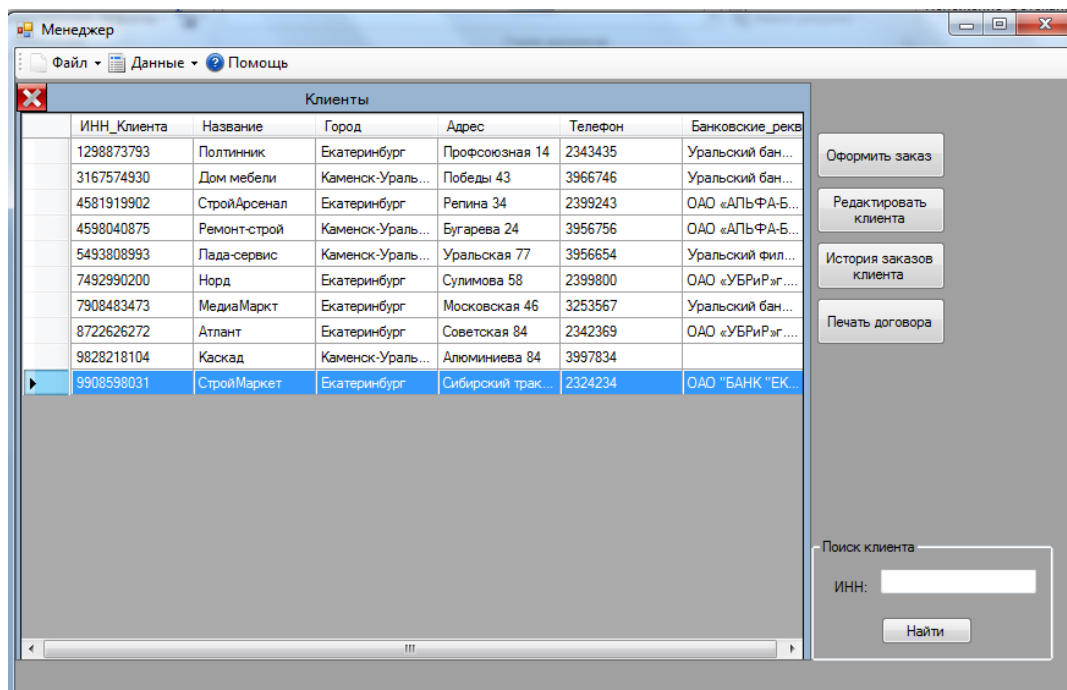 Менеджер
Файл Данные Помощь
Клиенты
ИНН_Клиента Название Город Адрес Телефон Банковские_рекв
1298873793 Полтинник Екатеринбург Профсоюзная 14 2343435 Уральский бан...
3167574930 Дом мебели Каменск-Ураль... Победы 43 3966746 Уральский бан...
4581919902 СтройАрсенал Екатеринбург Репина 34 2399243 ОАО «АЛЬФА-Б...
4598040875 Ремонт-строй Каменск-Ураль... Бугарева 24 3956756 ОАО «АЛЬФА-Б...
5493808993 Лада-сервис Каменск-Ураль... Уральская 77 3956654 Уральский фил...
7492990200 Норд Екатеринбург Сулимова 58 2399800 ОАО «УБРиР»г....
7908483473 МедиаМаркт Екатеринбург Московская 46 3253567 Уральский бан...
8722626272 Атлант Екатеринбург Советская 84 2342369 ОАО «УБРиР»г....
9828218104 Каскад Каменск-Ураль... Алюминиева 84 3997834
9908598031 СтройМаркет Екатеринбург Сибирский трак... 2324234 ОАО "БАНК "ЕК...
Оформить заказ
Редактировать
клиента
История заказов
клиента
Печать договора
Поиск клиента
ИНН:
Найти